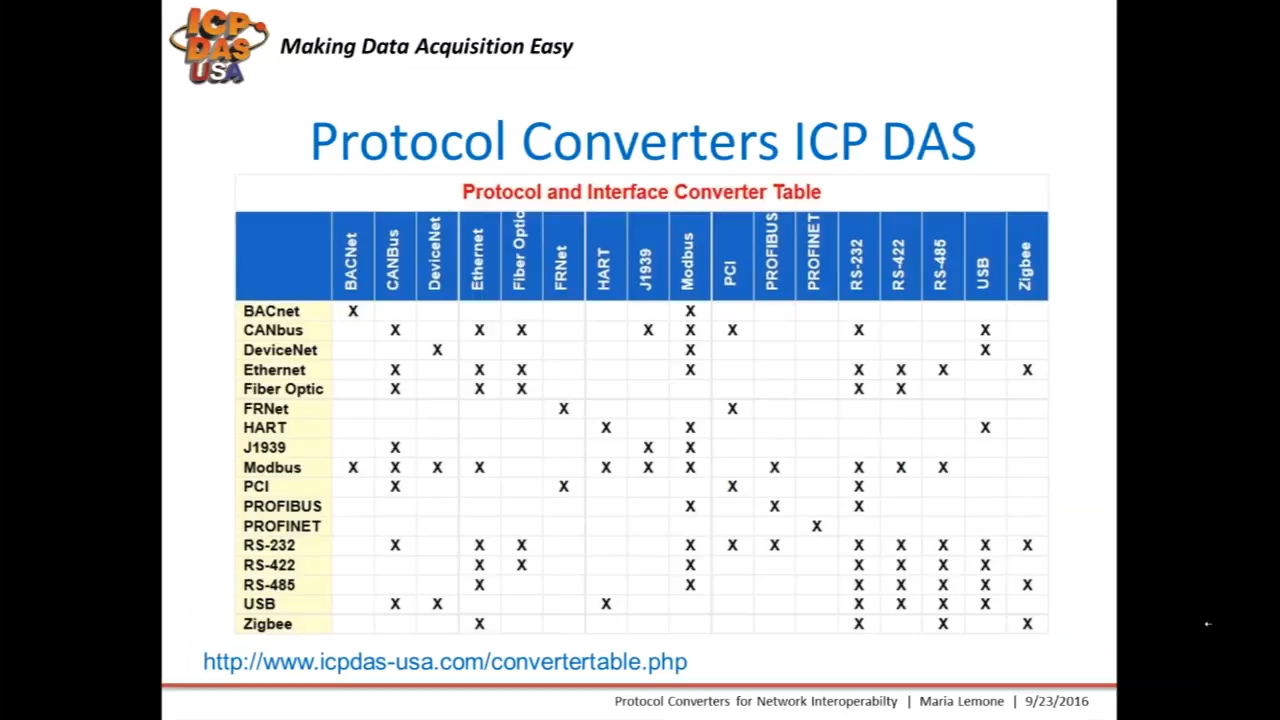 ICP
DAS
USA
Making Data Acquisition Easy
Protocol Converters ICP DAS
Protocol and Interface Converter Table
BACNet CANBus DeviceNet Ethernet Fiber Optic FRNet HART J1939 Modbus PCI PROFIBUS PROFINET RS-232 RS-422 RS-485 USB Zigbee
BACnet X X
CANbus X X X X X X X X
DeviceNet X X X
Ethernet X X X X X X X X
Fiber Optic X X X X X
FRNet X X
HART X X X
J1939 X X X
Modbus X X X X X X X X X X X
PCI X X X X
PROFIBUS X X X
PROFINET X
RS-232 X X X X X X X X X X X
RS-422 X X X X X X X
RS-485 X X X X X X X
USB X X X X X X X
Zigbee X X X X
http://www.icpdas-usa.com/convertertable.php
Protocol Converters for Network Interoperabilty | Maria Lemone | 9/23/2016